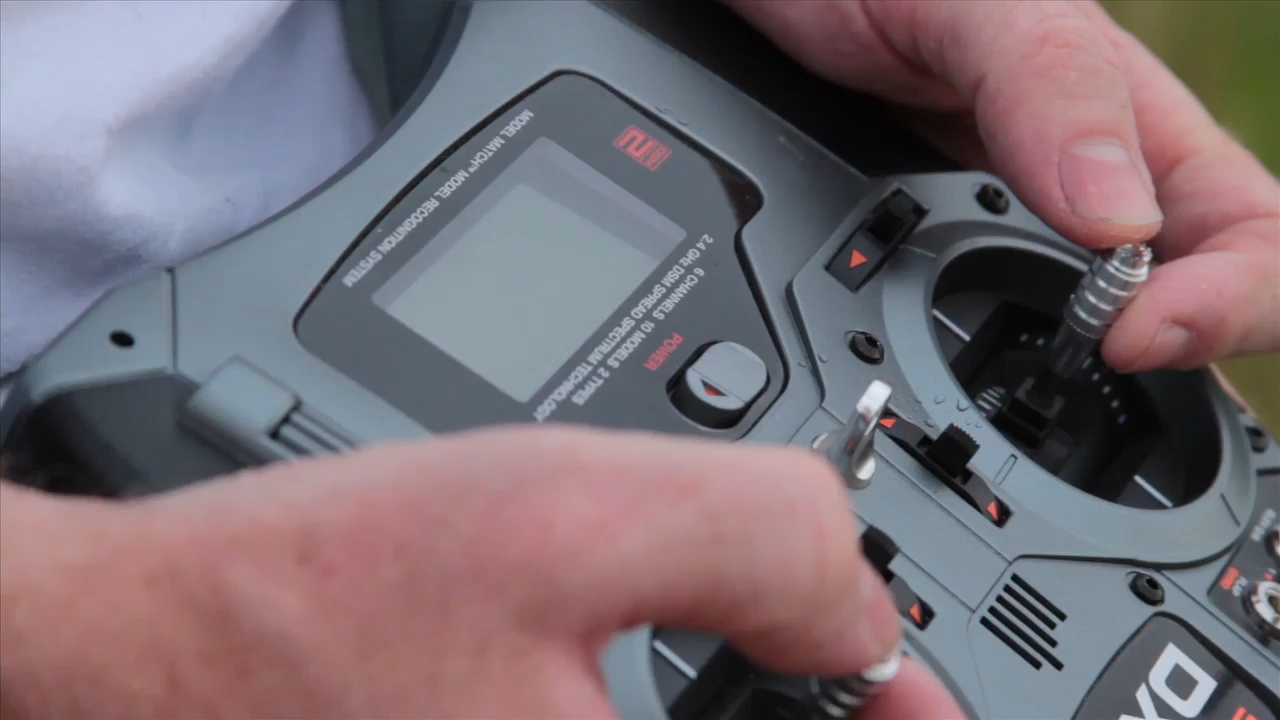 MODEL MATCH™ MODEL RECOGNITION SYSTEM
6 CHANNELS 10 MODELS 2 TYPES
2.4 GHz DSM SPREAD SPECTRUM TECHNOLOGY
POWER
DX